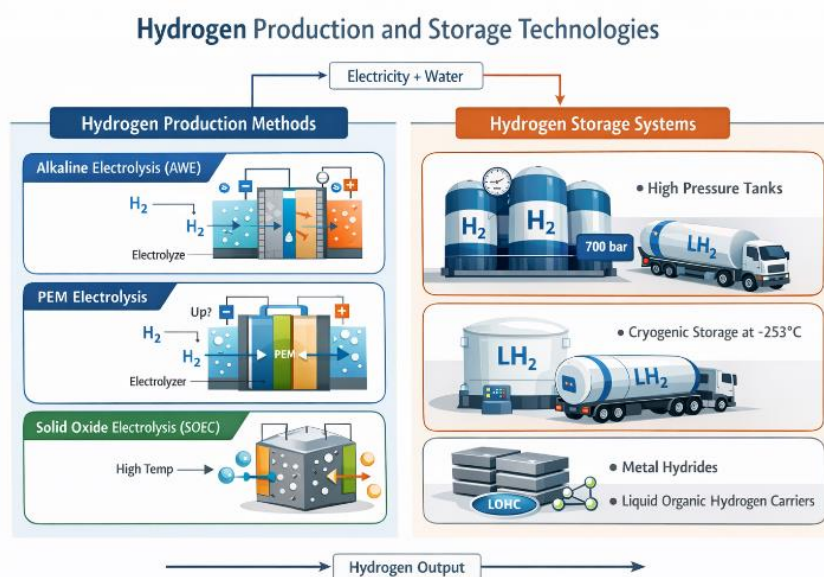 Hydrogen Production and Storage Technologies
Electricity + Water
Hydrogen Production Methods
Alkaline Electrolysis (AWE)
−
+
H₂
H₂
Electrolyze
PEM Electrolysis
Up?
−
+
H₂
H₂
PEM
Electrolyzer
Solid Oxide Electrolysis (SOEC)
High Temp
Hydrogen Storage Systems
H₂
H₂
H₂
700 bar
• High Pressure Tanks
LH₂
LH₂
• Cryogenic Storage at -253°C
LH₂
• Metal Hydrides
LOHC
• Liquid Organic Hydrogen Carriers
Hydrogen Output